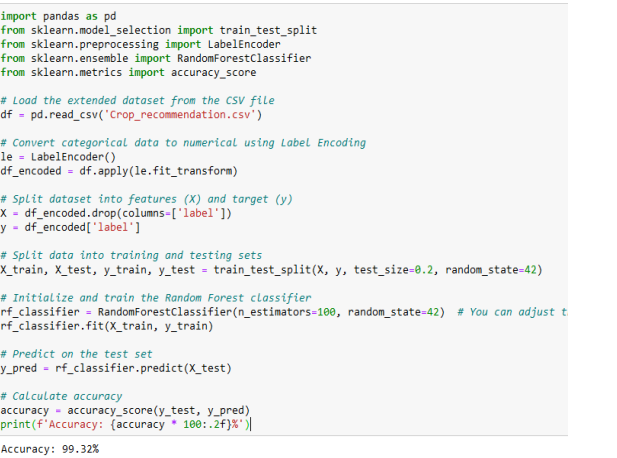 import pandas as pd
from sklearn.model_selection import train_test_split
from sklearn.preprocessing import LabelEncoder
from sklearn.ensemble import RandomForestClassifier
from sklearn.metrics import accuracy_score

# Load the extended dataset from the CSV file
df = pd.read_csv('Crop_recommendation.csv')

# Convert categorical data to numerical using Label Encoding
le = LabelEncoder()
df_encoded = df.apply(le.fit_transform)

# Split dataset into features (X) and target (y)
X = df_encoded.drop(columns=['label'])
y = df_encoded['label']

# Split data into training and testing sets
X_train, X_test, y_train, y_test = train_test_split(X, y, test_size=0.2, random_state=42)

# Initialize and train the Random Forest classifier
rf_classifier = RandomForestClassifier(n_estimators=100, random_state=42)  # You can adjust
rf_classifier.fit(X_train, y_train)

# Predict on the test set
y_pred = rf_classifier.predict(X_test)

# Calculate accuracy
accuracy = accuracy_score(y_test, y_pred)
print(f'Accuracy: {accuracy * 100:.2f}%')
Accuracy: 99.32%